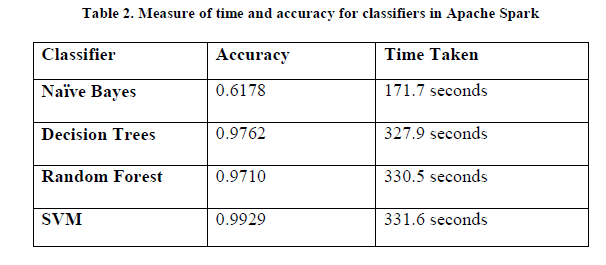 Table 2. Measure of time and accuracy for classifiers in Apache Spark
Classifier Accuracy Time Taken
Naïve Bayes 0.6178 171.7 seconds
Decision Trees 0.9762 327.9 seconds
Random Forest 0.9710 330.5 seconds
SVM 0.9929 331.6 seconds